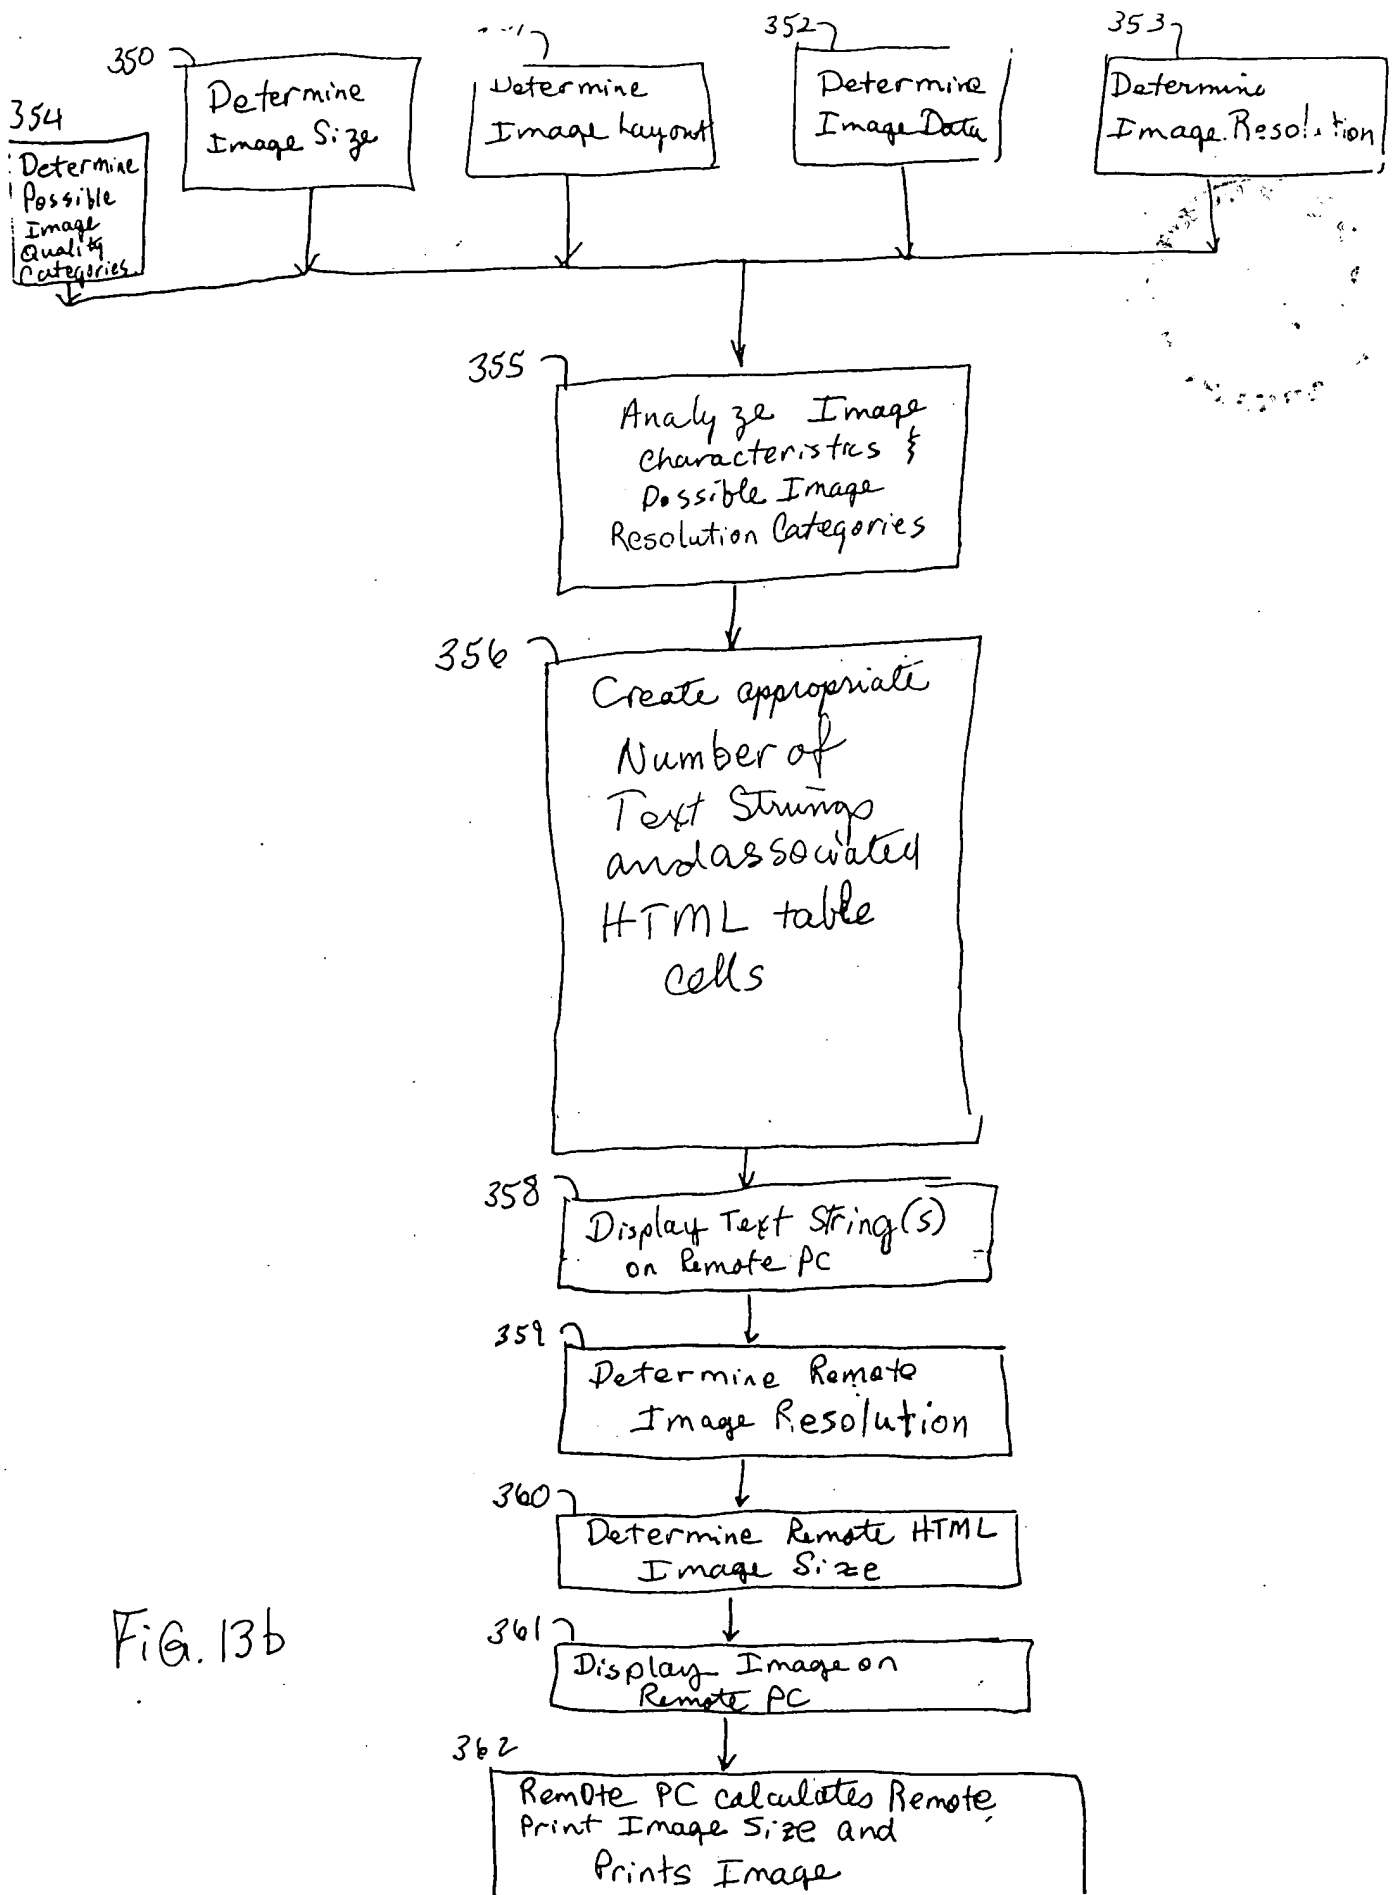 350
Determine
Image Size
Determine
Image Layout
352
Determine
Image Data
353
Determine
Image Resolution
354
Determine
Possible
Image
Quality
Categories
355
Analyze Image
Characteristics &
Possible Image
Resolution Categories
356
Create appropriate
Number of
Text Strings
and associated
HTML table
cells
358
Display Text String(s)
on Remote PC
359
Determine Remote
Image Resolution
360
Determine Remote HTML
Image Size
361
Display Image on
Remote PC
362
Remote PC calculates Remote
Print Image Size and
Prints Image
FiG. 13b